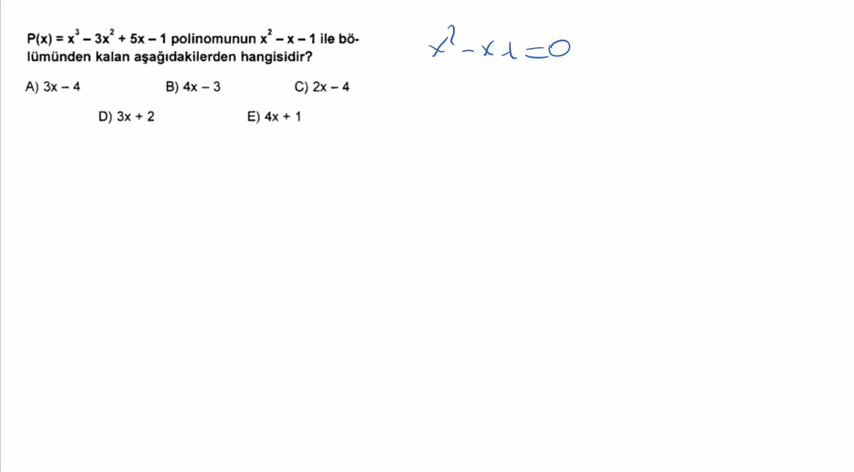 P(x) = x³ – 3x² + 5x – 1 polinomunun x² – x – 1 ile bö-
lümünden kalan aşağıdakilerden hangisidir?
A) 3x – 4 B) 4x – 3 C) 2x – 4
D) 3x + 2 E) 4x + 1
x² – x 1 = 0